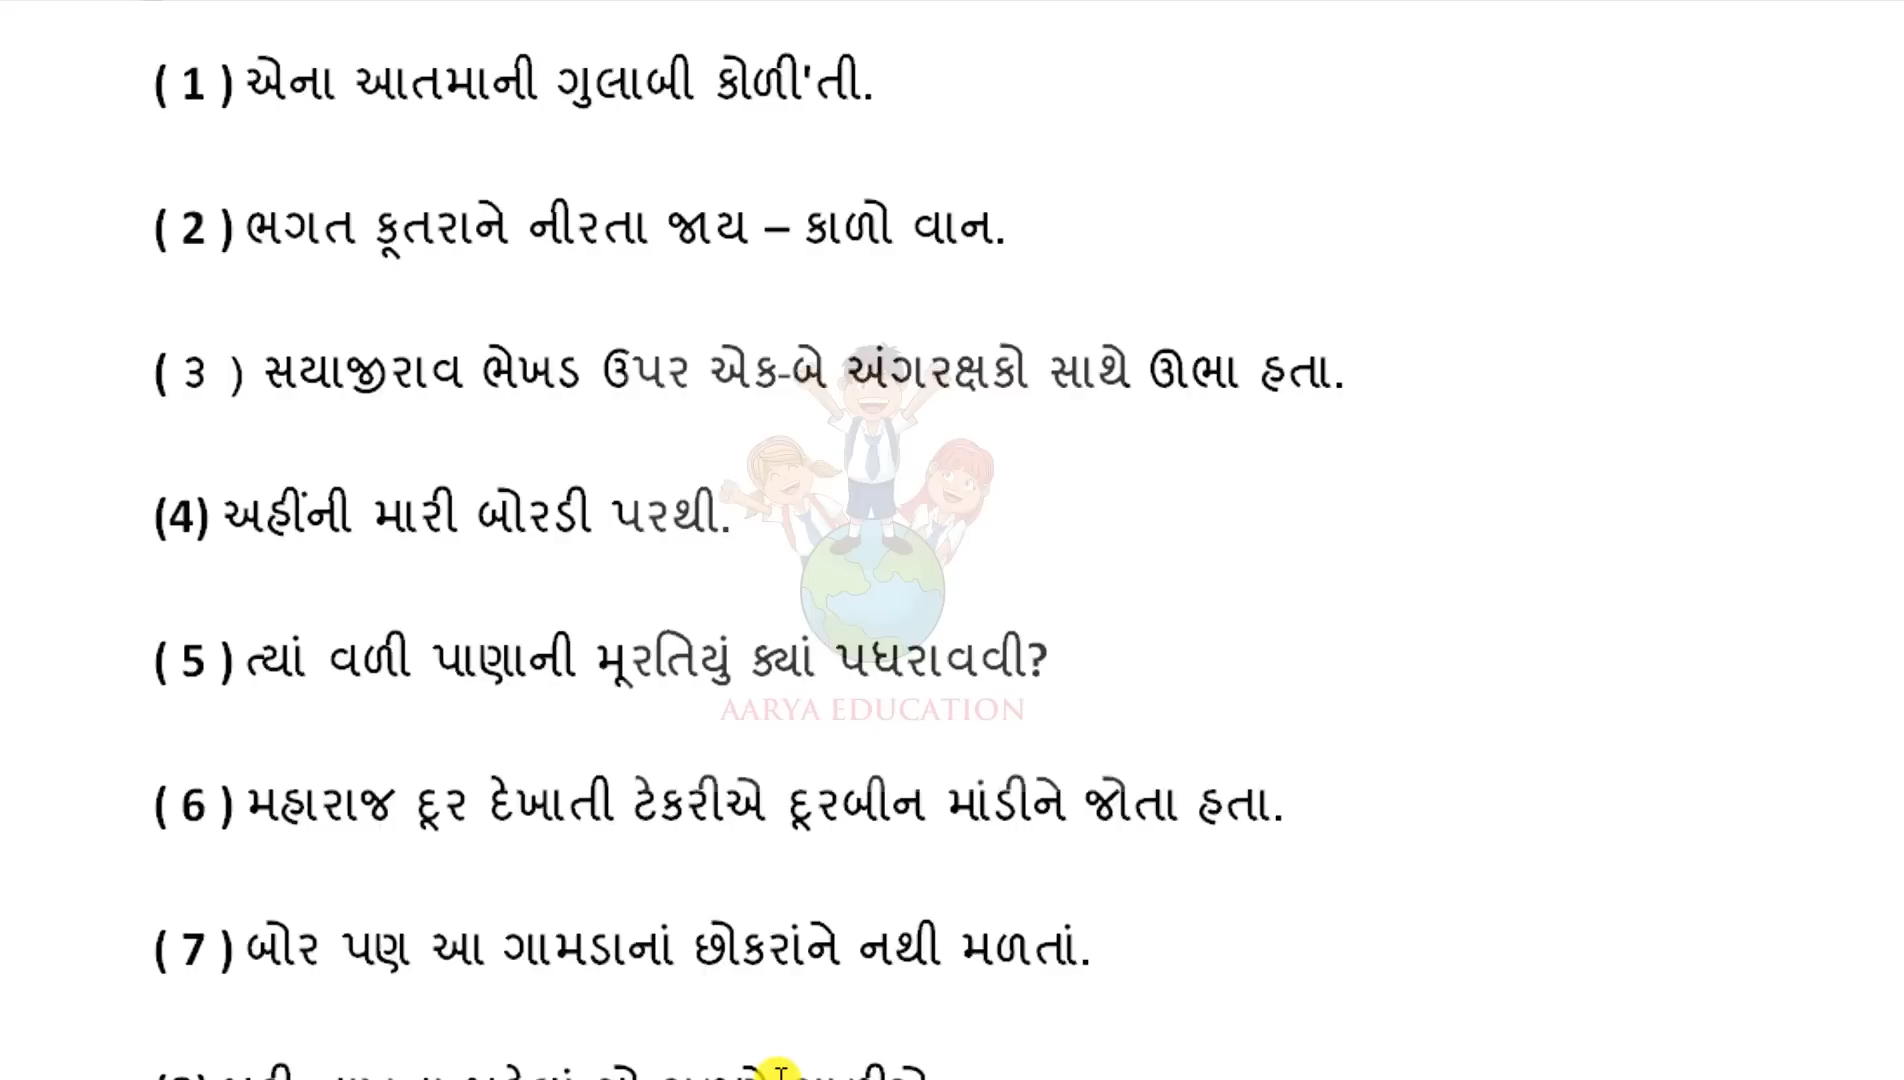 ( 1 ) એના આતમાની ગુલાબી કોળી'તી.
( 2 ) ભગત કૂતરાને નીરતા જાય – કાળો વાન.
( ૩ ) સયાજીરાવ ભેખડ ઉપર એક-બે અંગરક્ષકો સાથે ઊભા હતા.
(4) અહીંની મારી બોરડી પરથી.
( 5 ) ત્યાં વળી પાણાની મૂરતિયું ક્યાં પધરાવવી?
AARYA EDUCATION
( 6 ) મહારાજ દૂર દેખાતી ટેકરીએ દૂરબીન માંડીને જોતા હતા.
( 7 ) બોર પણ આ ગામડાનાં છોકરાંને નથી મળતાં.